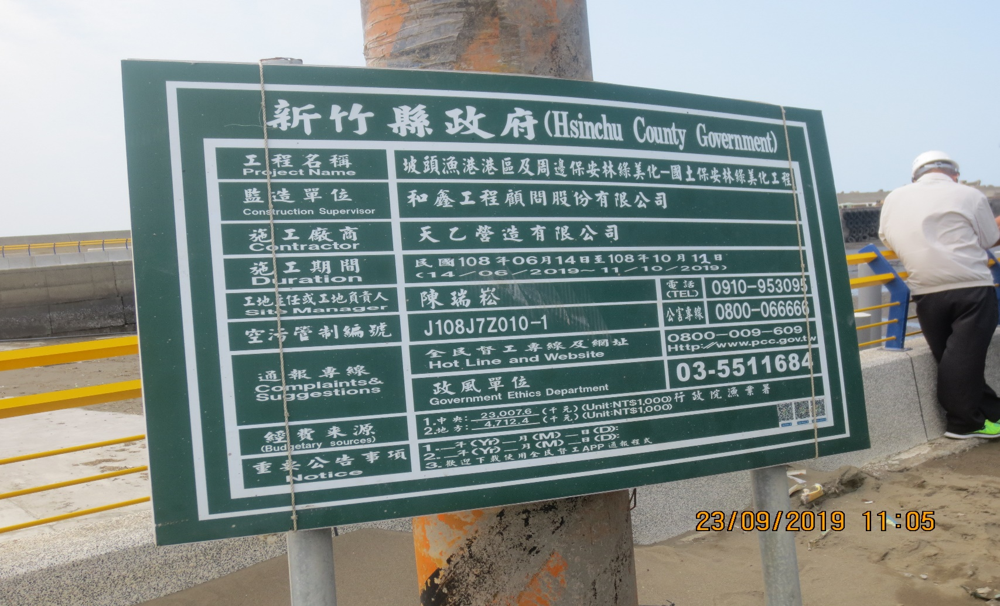 新竹縣政府(Hsinchu County Government)
工程名稱
Project Name
坡頭漁港港區及周邊保安林綠美化-國土保安林綠美化工程
監造單位
Construction Supervisor
和鑫工程顧問股份有限公司
施工廠商
Contractor
天乙營造有限公司
施工期間
Duration
民國108年06月14日至108年10月11日
(14/06/2019~11/10/2019)
工地主任或工地負責人
Site Manager
陳瑞崧
電話
(TEL)
0910-953095
空污管制編號
J108J7Z010-1
公害專線
0800-066666
通報專線
Complaints&
Suggestions
全民督工專線及網址
Hot Line and Website
0800-009-609
Http://www.pcc.gov.tw
政風單位
Government Ethics Department
03-5511684
經費來源
(Budgetary sources)
1.中央: 23,007.6 (千元)(Unit:NT$1,000)行政院漁業署
2.地方: 4,712.4 (千元)(Unit:NT$1,000)
重要公告事項
Notice
1.__年(Yr)__月(M)__日(D):
2.__年(Yr)__月(M)__日(D):
3.歡迎下載使用全民督工APP通報程式
23/09/2019 11:05